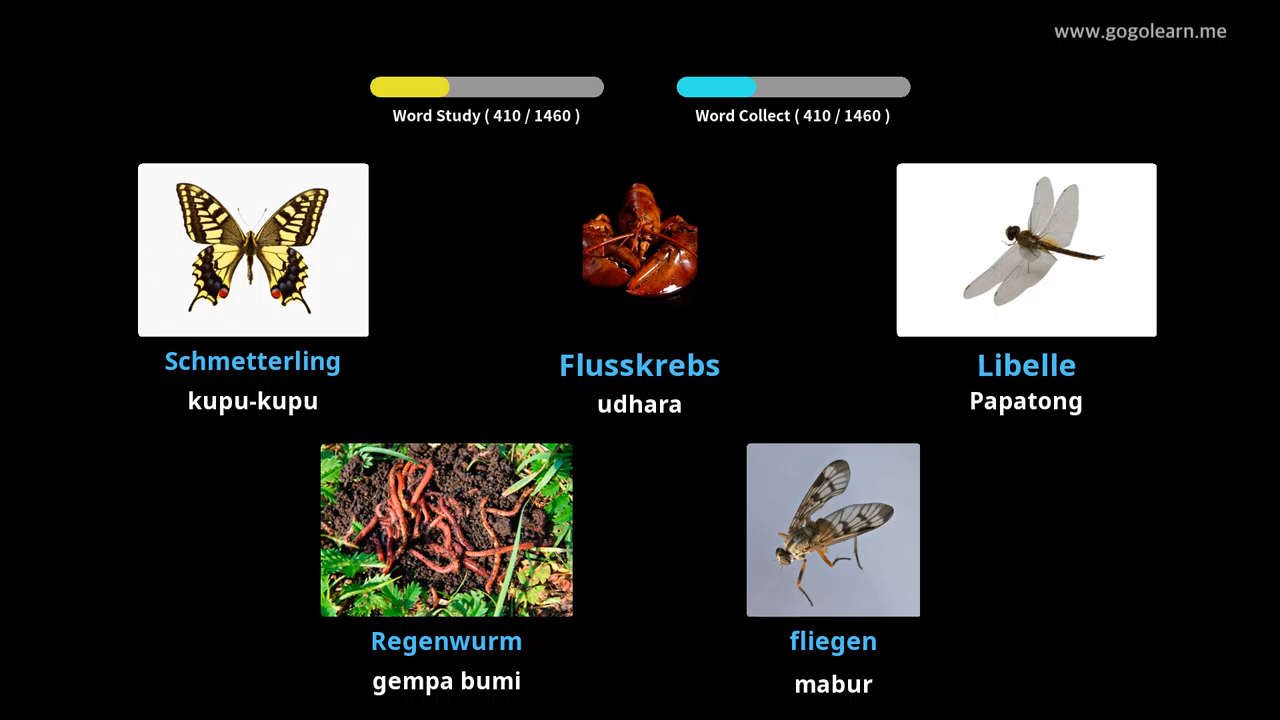 www.gogolearn.me
Word Study ( 410 / 1460 )
Word Collect ( 410 / 1460 )
Schmetterling
kupu-kupu
Flusskrebs
udhara
Libelle
Papatong
Regenwurm
gempa bumi
fliegen
mabur